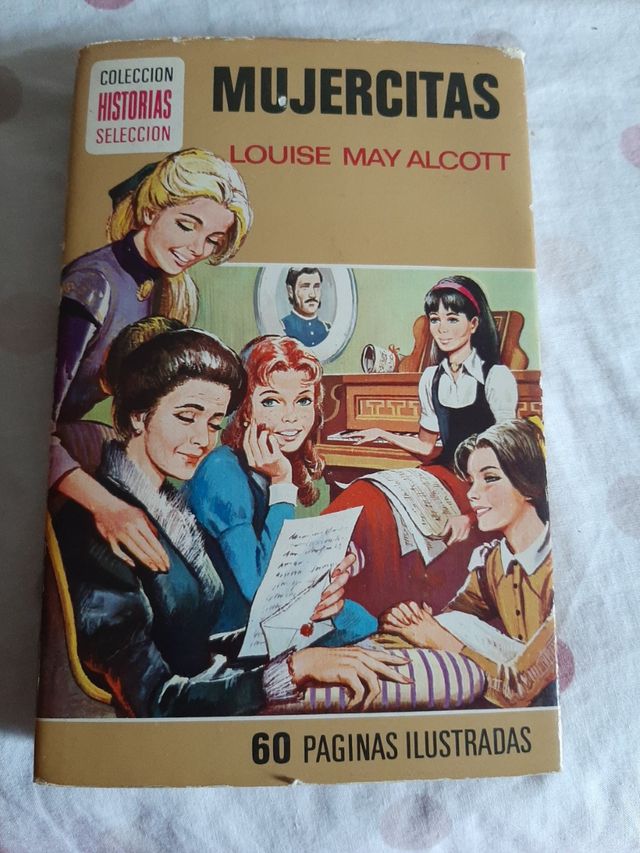 COLECCION
HISTORIAS
SELECCION
MUJERCITAS
LOUISE MAY ALCOTT
60 PAGINAS ILUSTRADAS